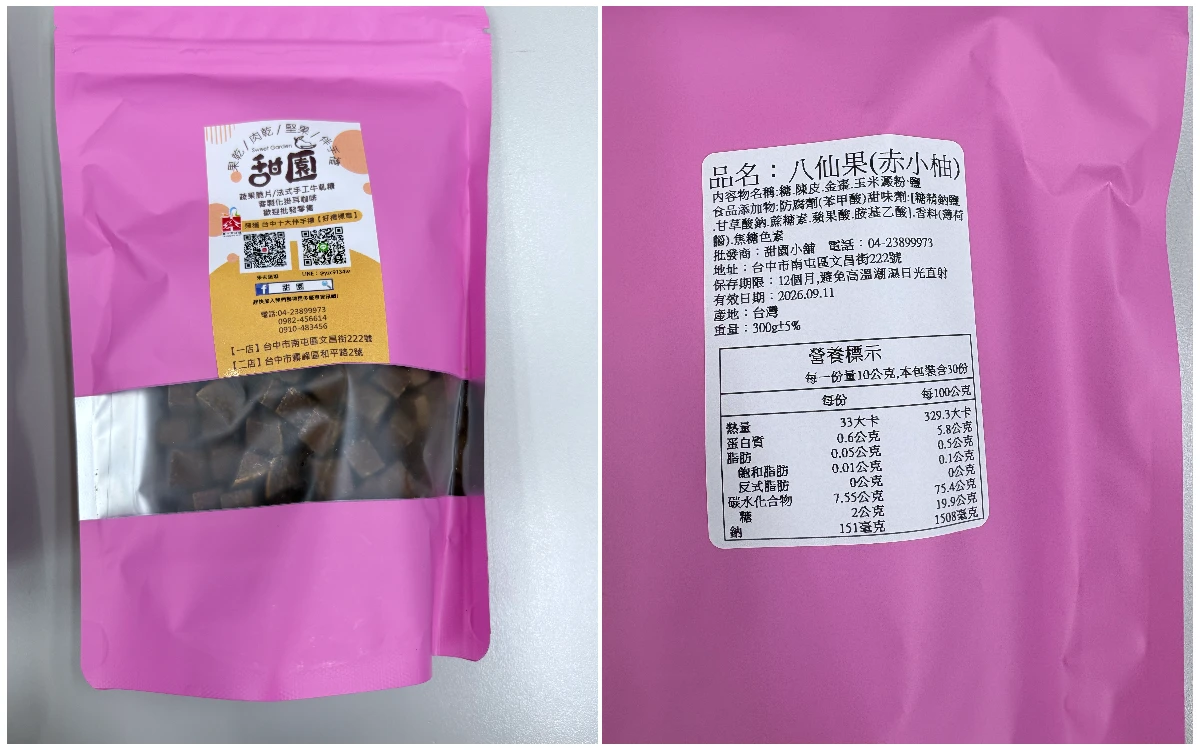 果乾/肉乾/堅果/伴手禮
Sweet Garden
甜園
蔬果脆片/法式手工牛軋糖
客製化掛耳咖啡
歡迎批發零售
台中十大伴手禮【好禮標章】
LINE：@yuz9134w
甜 園
電話:04-23899973
0982-456614
0910-483456
【一店】台中市南屯區文昌街222號
【二店】台中市霧峰區和平路2號
品名：八仙果(赤小柚)
內容物名稱:糖.陳皮.金棗.玉米澱粉.鹽
食品添加物:防腐劑(苯甲酸)甜味劑:[糖精鈉鹽
.甘草酸鈉.蔗糖素.蘋果酸.胺基乙酸].香料(薄荷
腦).焦糖色素
批發商：甜園小舖 電話：04-23899973
地址：台中市南屯區文昌街222號
保存期限：12個月,避免高溫潮濕日光直射
有效日期：2026.09.11
產地：台灣
重量：300g±5%
營養標示
每一份量10公克,本包裝含30份
每份 每100公克
熱量 33大卡 329.3大卡
蛋白質 0.6公克 5.8公克
脂肪 0.05公克 0.5公克
飽和脂肪 0.01公克 0.1公克
反式脂肪 0公克 0公克
碳水化合物 7.55公克 75.4公克
糖 2公克 19.9公克
鈉 151毫克 1508毫克